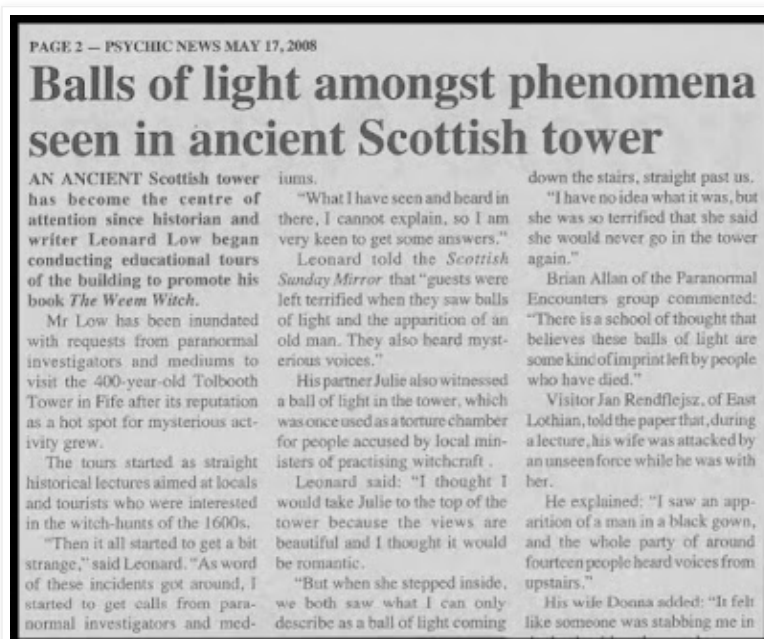 PAGE 2 — PSYCHIC NEWS MAY 17, 2008
Balls of light amongst phenomena
seen in ancient Scottish tower
AN ANCIENT Scottish tower
has become the centre of
attention since historian and
writer Leonard Low began
conducting educational tours
of the building to promote his
book The Weem Witch.
Mr Low has been inundated
with requests from paranormal
investigators and mediums to
visit the 400-year-old Tolbooth
Tower in Fife after its reputation
as a hot spot for mysterious act-
ivity grew.
The tours started as straight
historical lectures aimed at locals
and tourists who were interested
in the witch-hunts of the 1600s.
"Then it all started to get a bit
strange," said Leonard. "As word
of these incidents got around, I
started to get calls from para-
normal investigators and med-
iums.
"What I have seen and heard in
there, I cannot explain, so I am
very keen to get some answers."
Leonard told the Scottish
Sunday Mirror that "guests were
left terrified when they saw balls
of light and the apparition of an
old man. They also heard myst-
erious voices."
His partner Julie also witnessed
a ball of light in the tower, which
was once used as a torture chamber
for people accused by local min-
isters of practising witchcraft .
Leonard said: "I thought I
would take Julie to the top of the
tower because the views are
beautiful and I thought it would
be romantic.
"But when she stepped inside,
we both saw what I can only
describe as a ball of light coming
down the stairs, straight past us.
"I have no idea what it was, but
she was so terrified that she said
she would never go in the tower
again."
Brian Allan of the Paranormal
Encounters group commented:
"There is a school of thought that
believes these balls of light are
some kind of imprint left by people
who have died."
Visitor Jan Rendflejsz, of East
Lothian, told the paper that, during
a lecture, his wife was attacked by
an unseen force while he was with
her.
He explained: "I saw an app-
arition of a man in a black gown,
and the whole party of around
fourteen people heard voices from
upstairs."
His wife Donna added: "It felt
like someone was stabbing me in